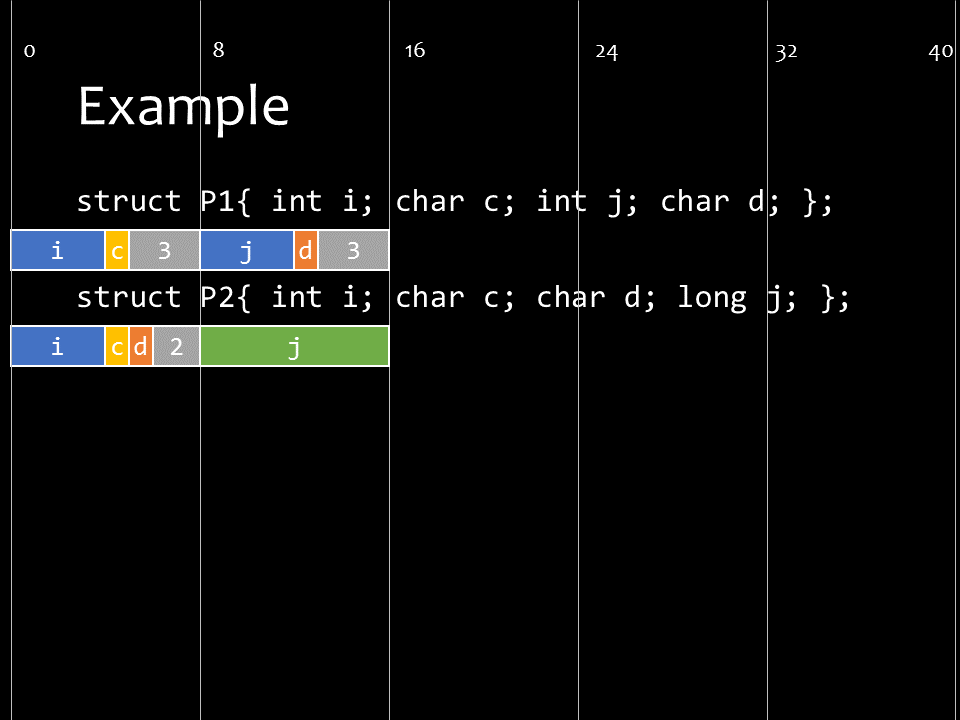 0 8 16 24 32 40
Example
struct P1{ int i; char c; int j; char d; };
i c 3 j d 3
struct P2{ int i; char c; char d; long j; };
i c d 2 j